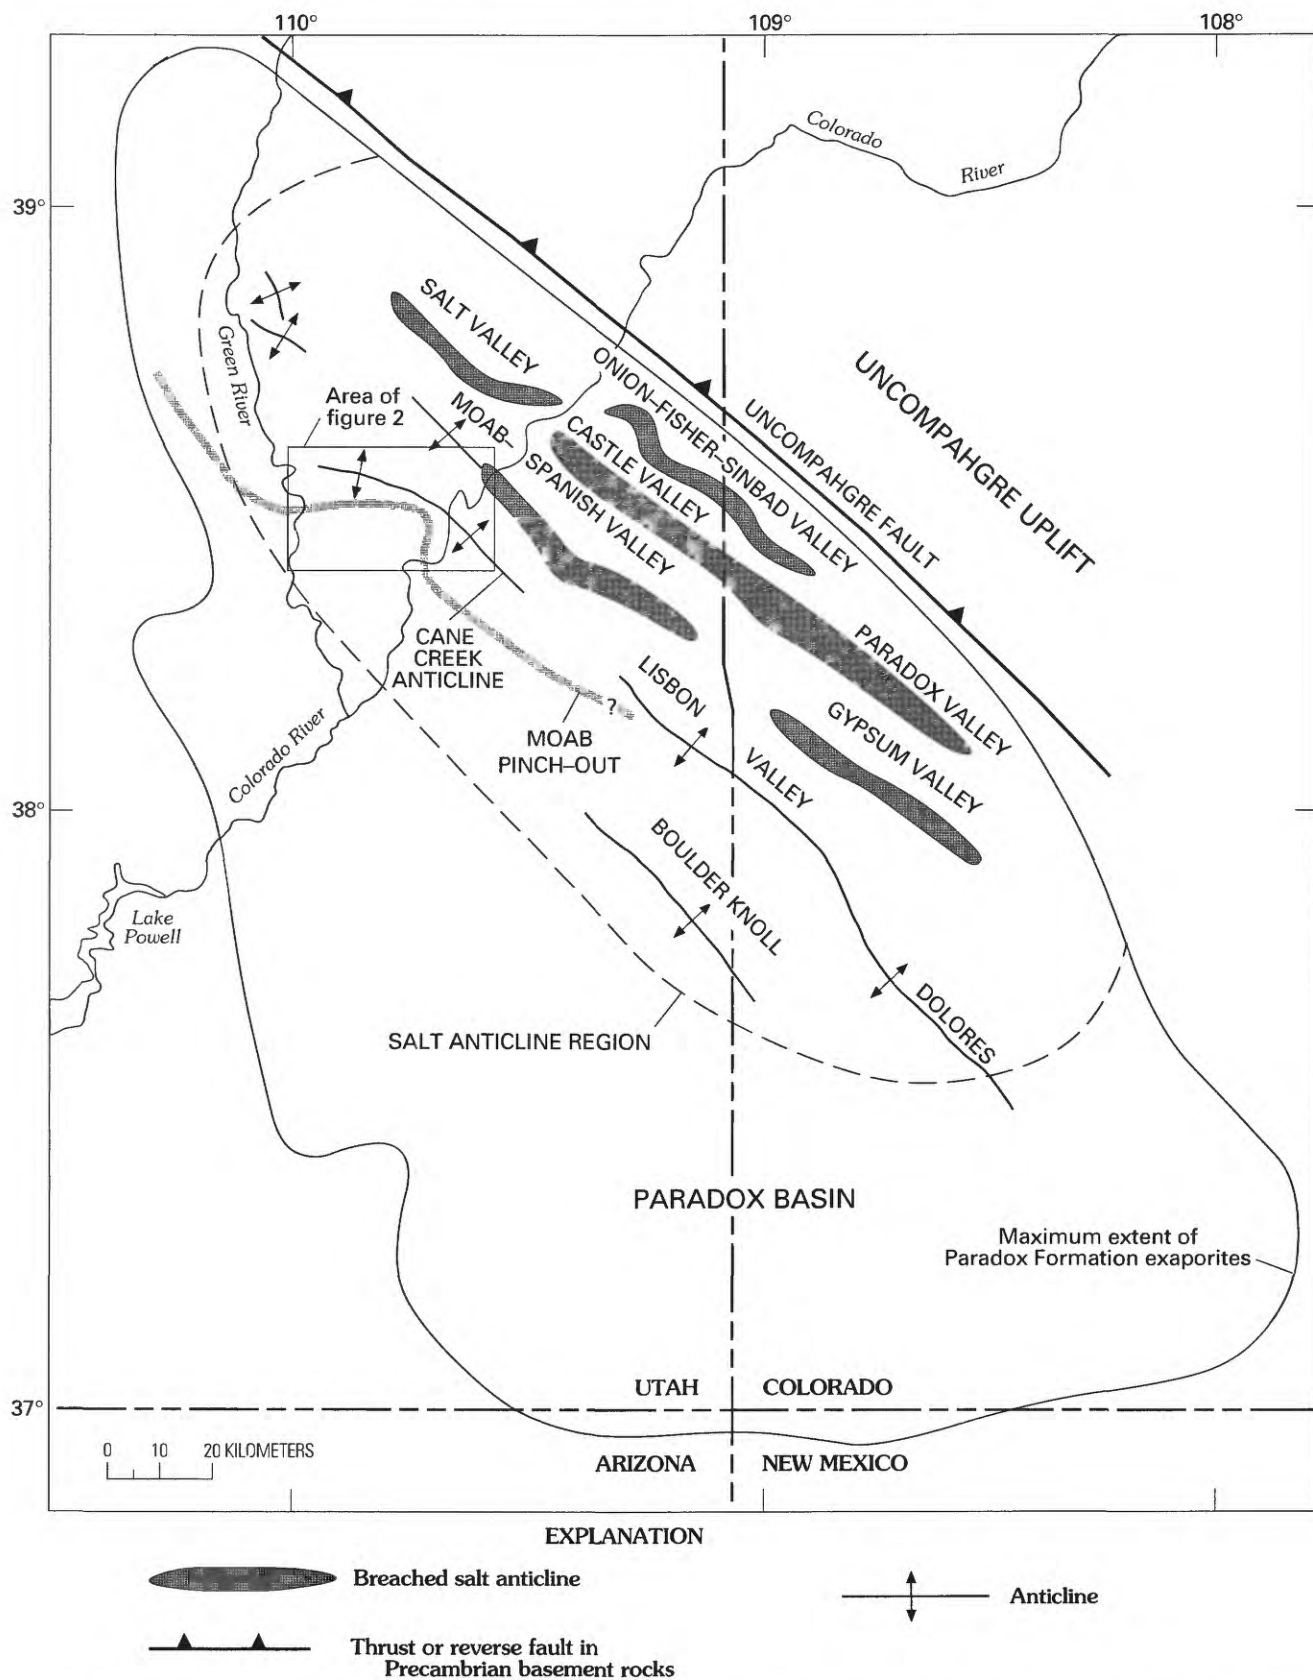 110°
109°
108°
Colorado
River
39°
SALT VALLEY
Green River
ONION–FISHER–SINBAD VALLEY
UNCOMPAHGRE FAULT
UNCOMPAHGRE UPLIFT
Area of
figure 2
MOAB–
SPANISH VALLEY
CASTLE VALLEY
PARADOX VALLEY
CANE
CREEK
ANTICLINE
LISBON
VALLEY
GYPSUM VALLEY
?
MOAB
PINCH–OUT
Colorado River
38°
BOULDER KNOLL
Lake
Powell
DOLORES
SALT ANTICLINE REGION
PARADOX BASIN
Maximum extent of
Paradox Formation exaporites
UTAH
COLORADO
37°
0 10 20 KILOMETERS
ARIZONA
NEW MEXICO
EXPLANATION
Breached salt anticline
Anticline
Thrust or reverse fault in
Precambrian basement rocks